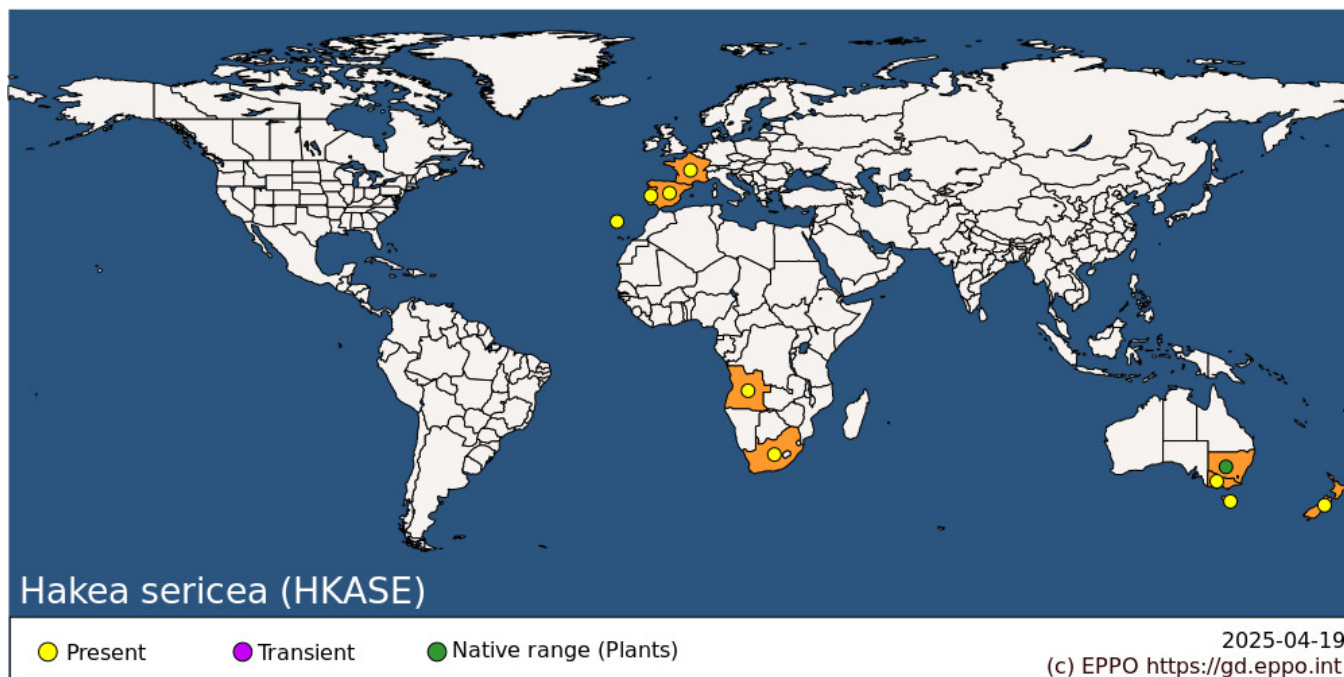 Hakea sericea (HKASE)
Present
Transient
Native range (Plants)
2025-04-19
(c) EPPO https://gd.eppo.int